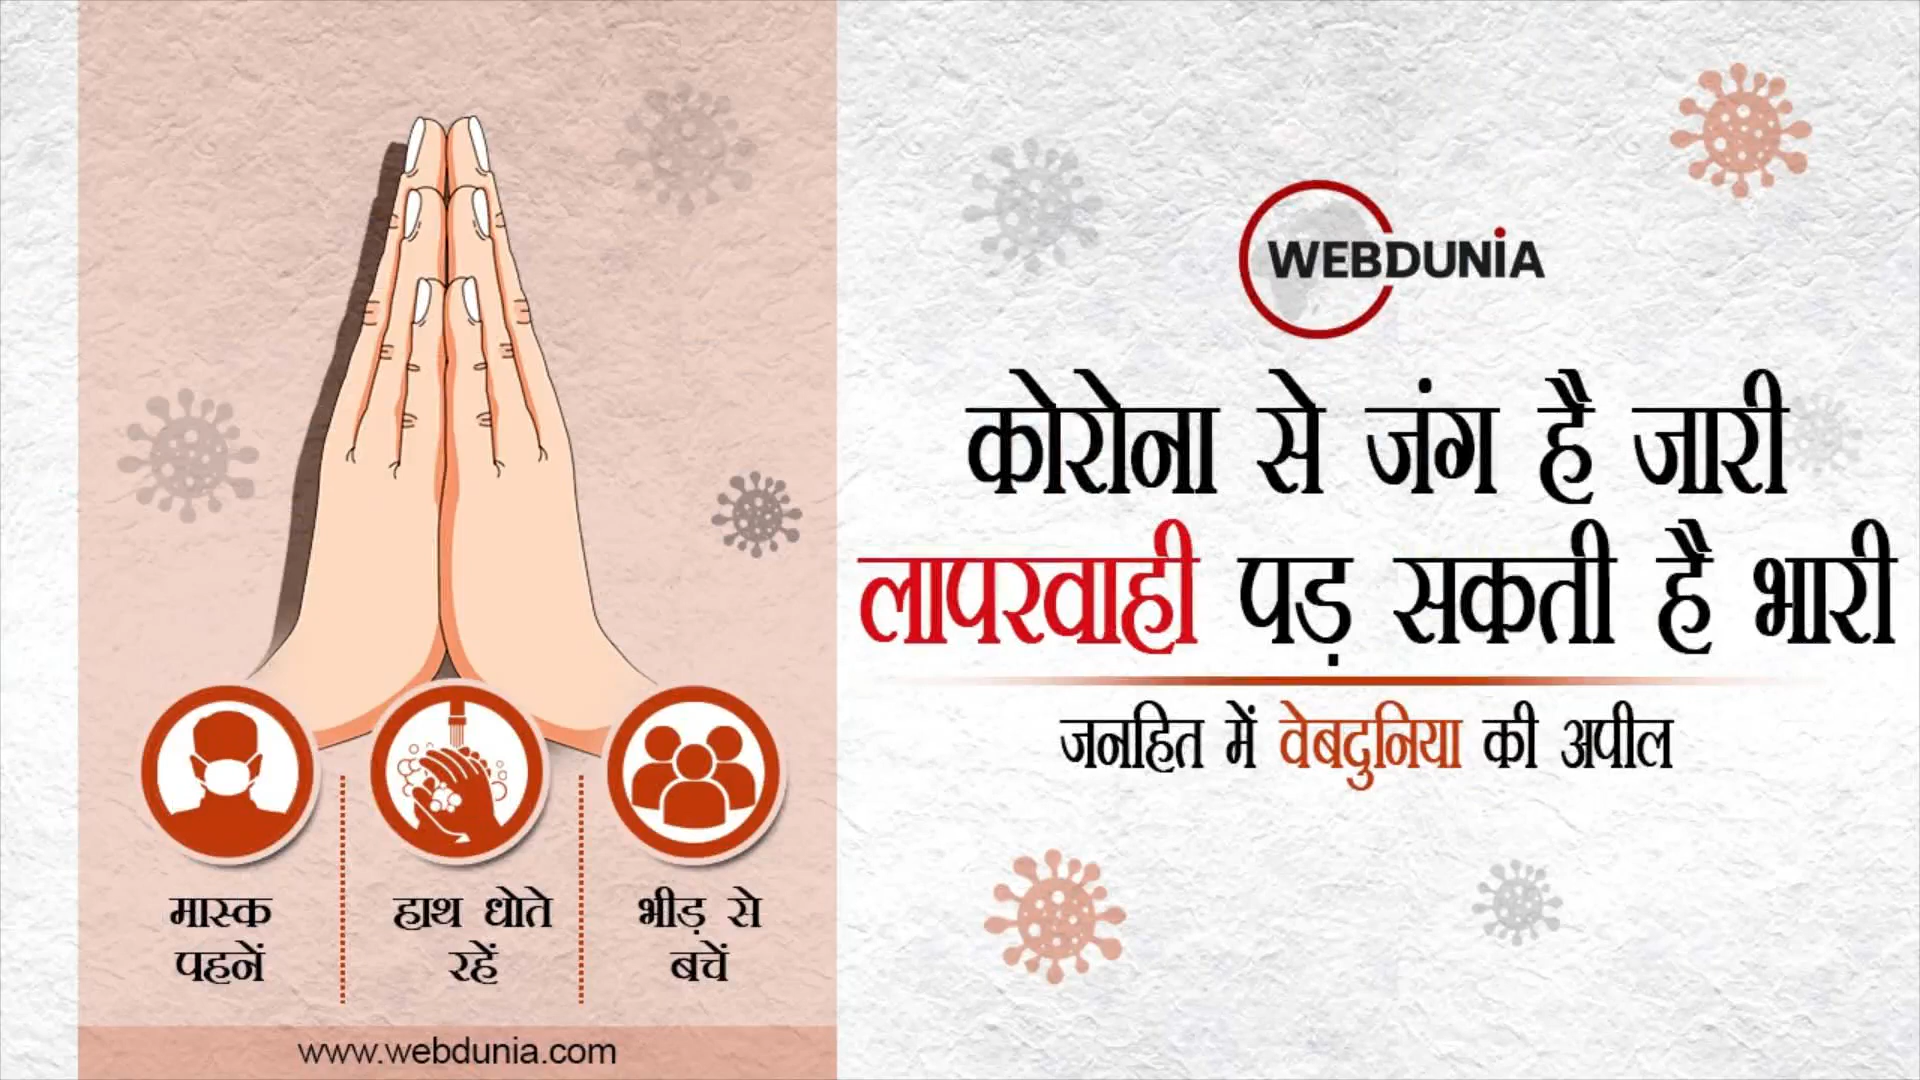 WEBDUNIA
कोरोना से जंग है जारी
लापरवाही पड़ सकती है भारी
जनहित में वेबदुनिया की अपील
मास्क
पहनें
हाथ धोते
रहें
भीड़ से
बचें
www.webdunia.com